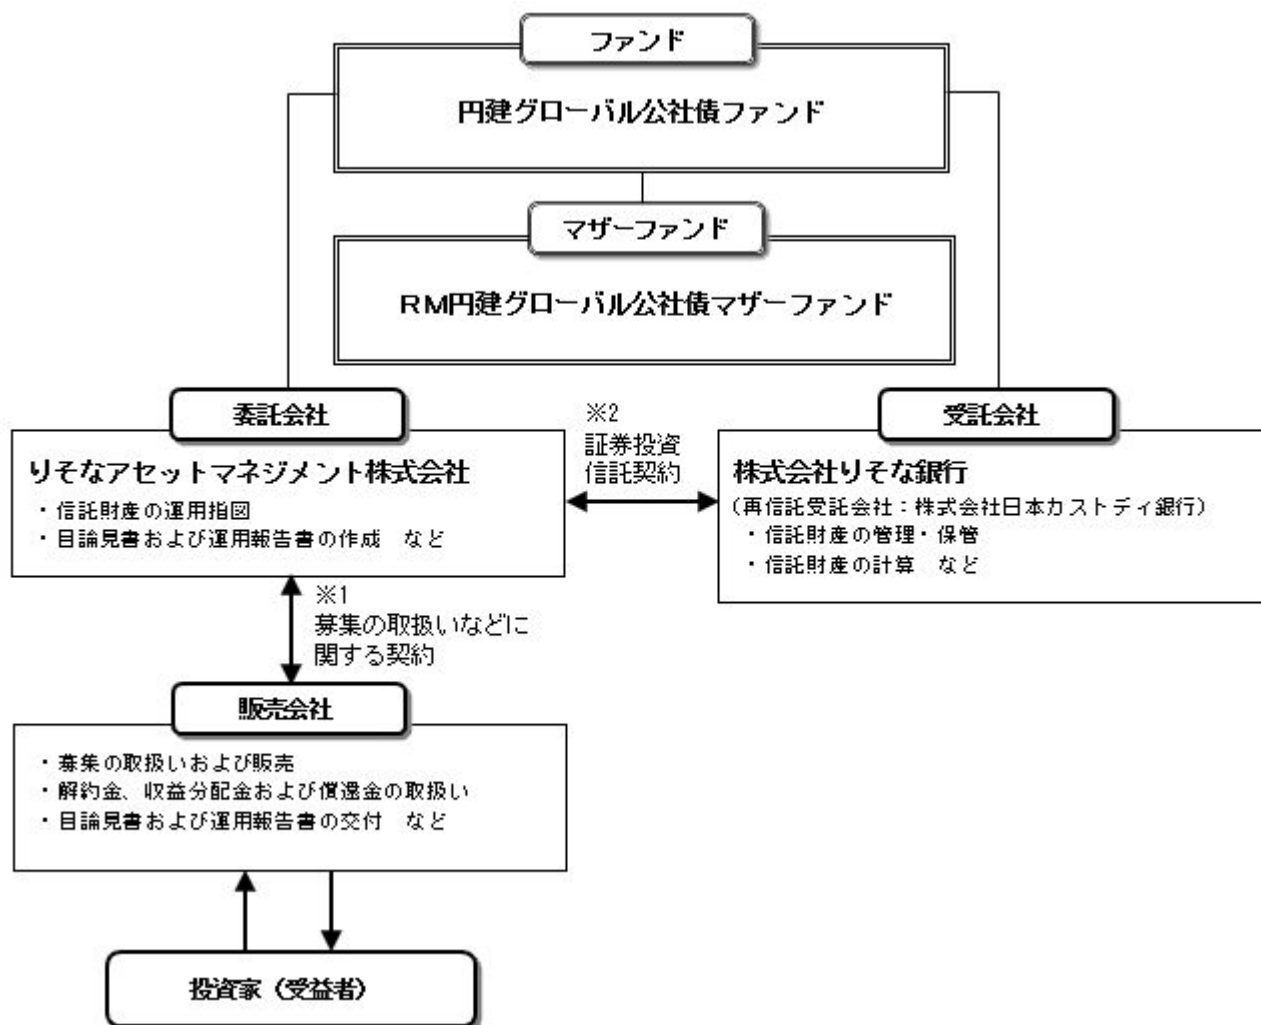 ファンド
円建グローバル公社債ファンド
マザーファンド
RM円建グローバル公社債マザーファンド
委託会社
りそなアセットマネジメント株式会社
・信託財産の運用指図
・目論見書および運用報告書の作成　など
※2
証券投資
信託契約
受託会社
株式会社りそな銀行
(再信託受託会社：株式会社日本カストディ銀行)
・信託財産の管理・保管
・信託財産の計算　など
※1
募集の取扱いなどに
関する契約
販売会社
・募集の取扱いおよび販売
・解約金、収益分配金および償還金の取扱い
・目論見書および運用報告書の交付　など
投資家（受益者）